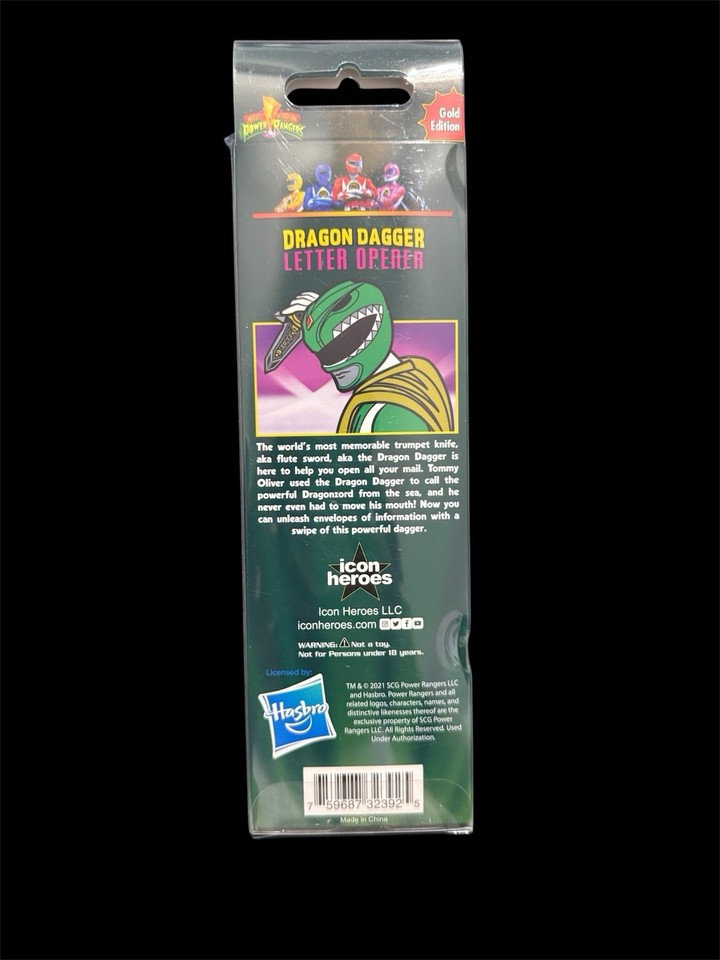 POWER RANGERS
Gold
Edition
DRAGON DAGGER
LETTER OPENER
The world's most memorable trumpet knife,
aka flute sword, aka the Dragon Dagger is
here to help you open all your mail. Tommy
Oliver used the Dragon Dagger to call the
powerful Dragonzord from the sea, and he
never even had to move his mouth! Now you
can unleash envelopes of information with a
swipe of this powerful dagger.
icon
heroes
Icon Heroes LLC
iconheroes.com
WARNING: Not a toy.
Not for Persons under 18 years.
Licensed by:
Hasbro
TM & © 2021 SCG Power Rangers LLC
and Hasbro. Power Rangers and all
related logos, characters, names, and
distinctive likenesses thereof are the
exclusive property of SCG Power
Rangers LLC. All Rights Reserved. Used
Under Authorization.
7 59687 32392 5
Made in China